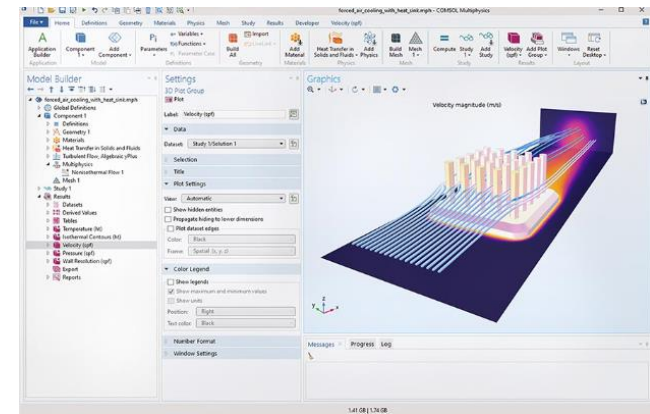 forced_air_cooling_with_heat_sink.mph - COMSOL Multiphysics
File Home Definitions Geometry Materials Physics Mesh Study Results Developer Velocity (spf)
Application Builder
Component 1
Add Component
Parameters
Variables
Functions
Parameter Case
Build All
Import
LiveLink
Add Material
Heat Transfer in Solids and Fluids
Add Physics
Build Mesh
Mesh 1
Compute
Study 1
Add Study
Velocity (spf)
Add Plot Group
Windows
Reset Desktop
Application Model Definitions Geometry Materials Physics Mesh Study Results Layout
Model Builder
forced_air_cooling_with_heat_sink.mph
Global Definitions
Component 1
Definitions
Geometry 1
Materials
Heat Transfer in Solids and Fluids
Turbulent Flow, Algebraic yPlus
Multiphysics
Nonisothermal Flow 1
Mesh 1
Study 1
Results
Datasets
Derived Values
Tables
Temperature (ht)
Isothermal Contours (ht)
Velocity (spf)
Pressure (spf)
Wall Resolution (spf)
Export
Reports
Settings
3D Plot Group
Plot
Label: Velocity (spf)
Data
Dataset: Study 1/Solution 1
Selection
Title
Plot Settings
View: Automatic
Show hidden entities
Propagate hiding to lower dimensions
Plot dataset edges
Color: Black
Frame: Spatial (x, y, z)
Color Legend
Show legends
Show maximum and minimum values
Show units
Position: Right
Text color: Black
Number Format
Window Settings
Graphics
Velocity magnitude (m/s)
z
y
x
Messages Progress Log
1.41 GB | 1.74 GB